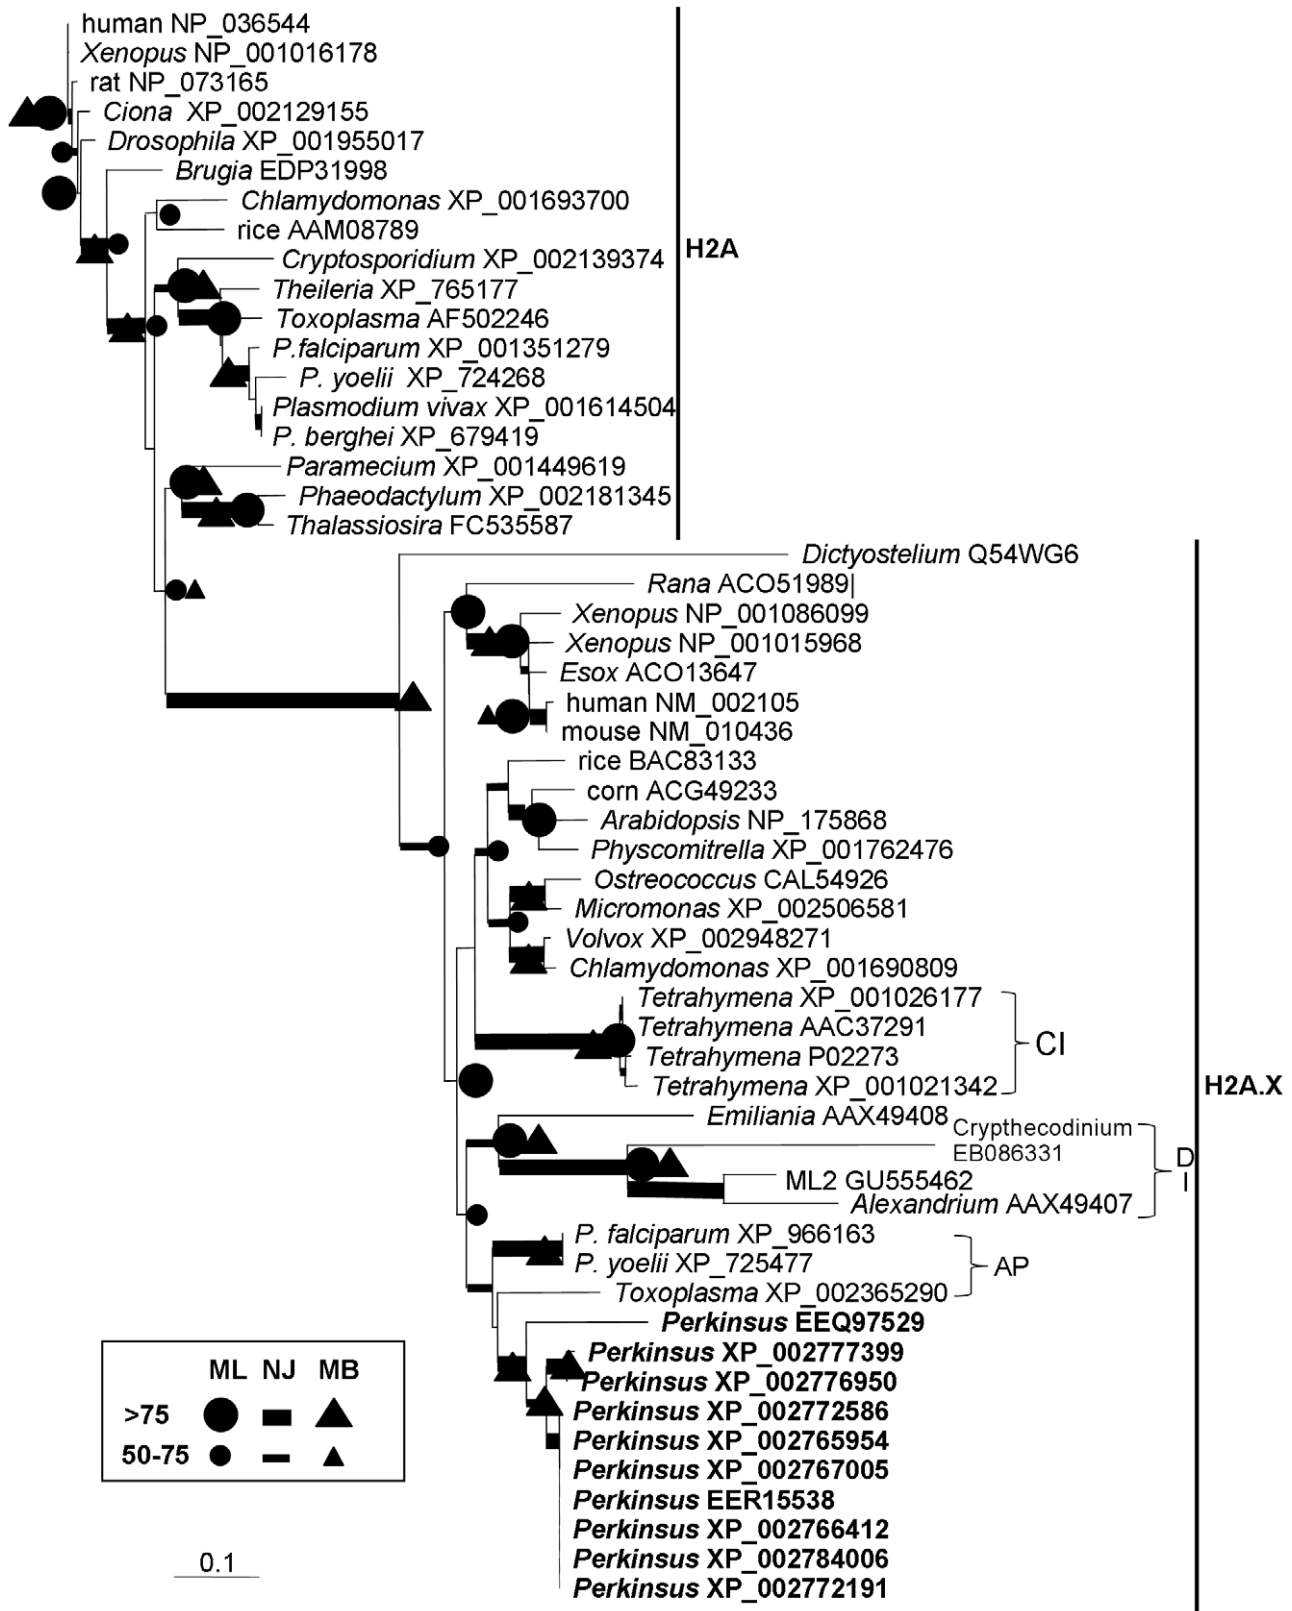 human NP_036544
Xenopus NP_001016178
rat NP_073165
Ciona XP_002129155
Drosophila XP_001955017
Brugia EDP31998
Chlamydomonas XP_001693700
rice AAM08789
H2A
Cryptosporidium XP_002139374
Theileria XP_765177
Toxoplasma AF502246
P.falciparum XP_001351279
P. yoelii XP_724268
Plasmodium vivax XP_001614504
P. berghei XP_679419
Paramecium XP_001449619
Phaeodactylum XP_002181345
Thalassiosira FC535587
Dictyostelium Q54WG6
Rana ACO51989|
Xenopus NP_001086099
Xenopus NP_001015968
Esox ACO13647
human NM_002105
mouse NM_010436
rice BAC83133
corn ACG49233
Arabidopsis NP_175868
Physcomitrella XP_001762476
Ostreococcus CAL54926
Micromonas XP_002506581
Volvox XP_002948271
Chlamydomonas XP_001690809
Tetrahymena XP_001026177
Tetrahymena AAC37291
CI
Tetrahymena P02273
Tetrahymena XP_001021342
H2A.X
Emiliania AAX49408
Crypthecodinium
EB086331
DI
ML2 GU555462
Alexandrium AAX49407
P. falciparum XP_966163
P. yoelii XP_725477
AP
Toxoplasma XP_002365290
Perkinsus EEQ97529
Perkinsus XP_002777399
Perkinsus XP_002776950
Perkinsus XP_002772586
Perkinsus XP_002765954
Perkinsus XP_002767005
Perkinsus EER15538
Perkinsus XP_002766412
Perkinsus XP_002784006
Perkinsus XP_002772191
ML NJ MB
>75
50-75
0.1